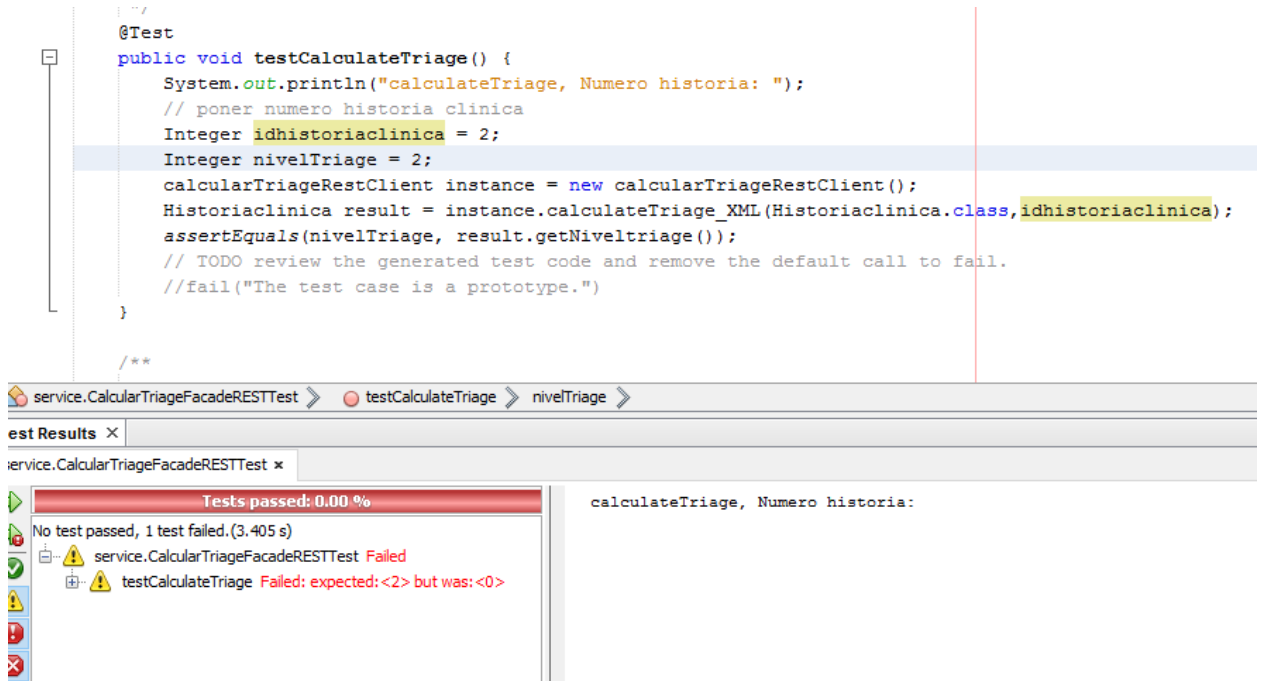 */
@Test
public void testCalculateTriage() {
System.out.println("calculateTriage, Numero historia: ");
// poner numero historia clinica
Integer idhistoriaclinica = 2;
Integer nivelTriage = 2;
calcularTriageRestClient instance = new calcularTriageRestClient();
Historiaclinica result = instance.calculateTriage_XML(Historiaclinica.class,idhistoriaclinica);
assertEquals(nivelTriage, result.getNiveltriage());
// TODO review the generated test code and remove the default call to fail.
//fail("The test case is a prototype.")
}
/**
service.CalcularTriageFacadeRESTTest testCalculateTriage nivelTriage
est Results
service.CalcularTriageFacadeRESTTest
Tests passed: 0.00 %
No test passed, 1 test failed.(3.405 s)
service.CalcularTriageFacadeRESTTest Failed
testCalculateTriage Failed: expected:<2> but was:<0>
calculateTriage, Numero historia: